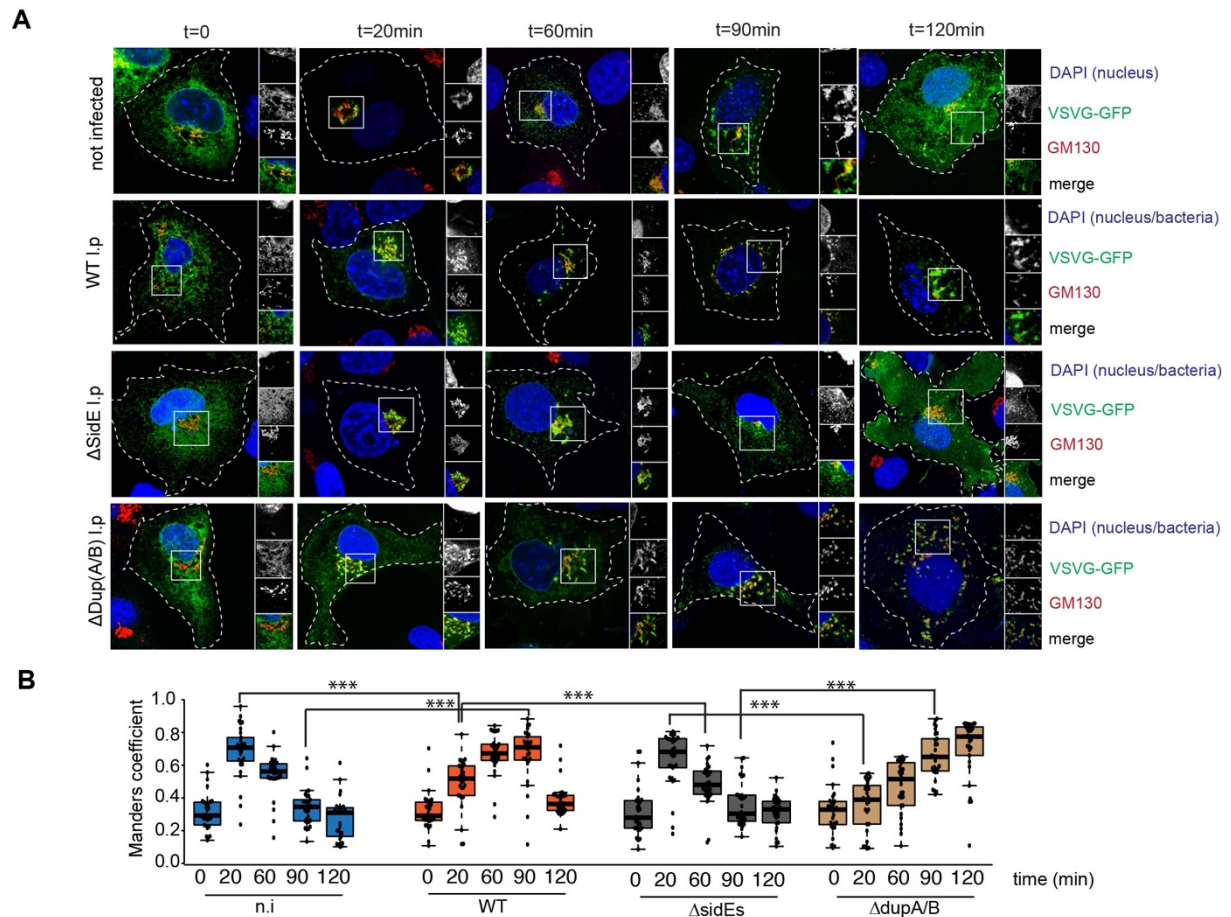 A
t=0 t=20min t=60min t=90min t=120min
not infected
DAPI (nucleus)
VSVG-GFP
GM130
merge
WT l.p
DAPI (nucleus/bacteria)
VSVG-GFP
GM130
merge
ΔSidE l.p
DAPI (nucleus/bacteria)
VSVG-GFP
GM130
merge
ΔDup(A/B) l.p
DAPI (nucleus/bacteria)
VSVG-GFP
GM130
merge
B
*** *** ***
*** ***
Manders coefficient
1.0
0.8
0.6
0.4
0.2
0.0
0 20 60 90 120 0 20 60 90 120 0 20 60 90 120 0 20 60 90 120 time (min)
n.i WT ΔsidEs ΔdupA/B